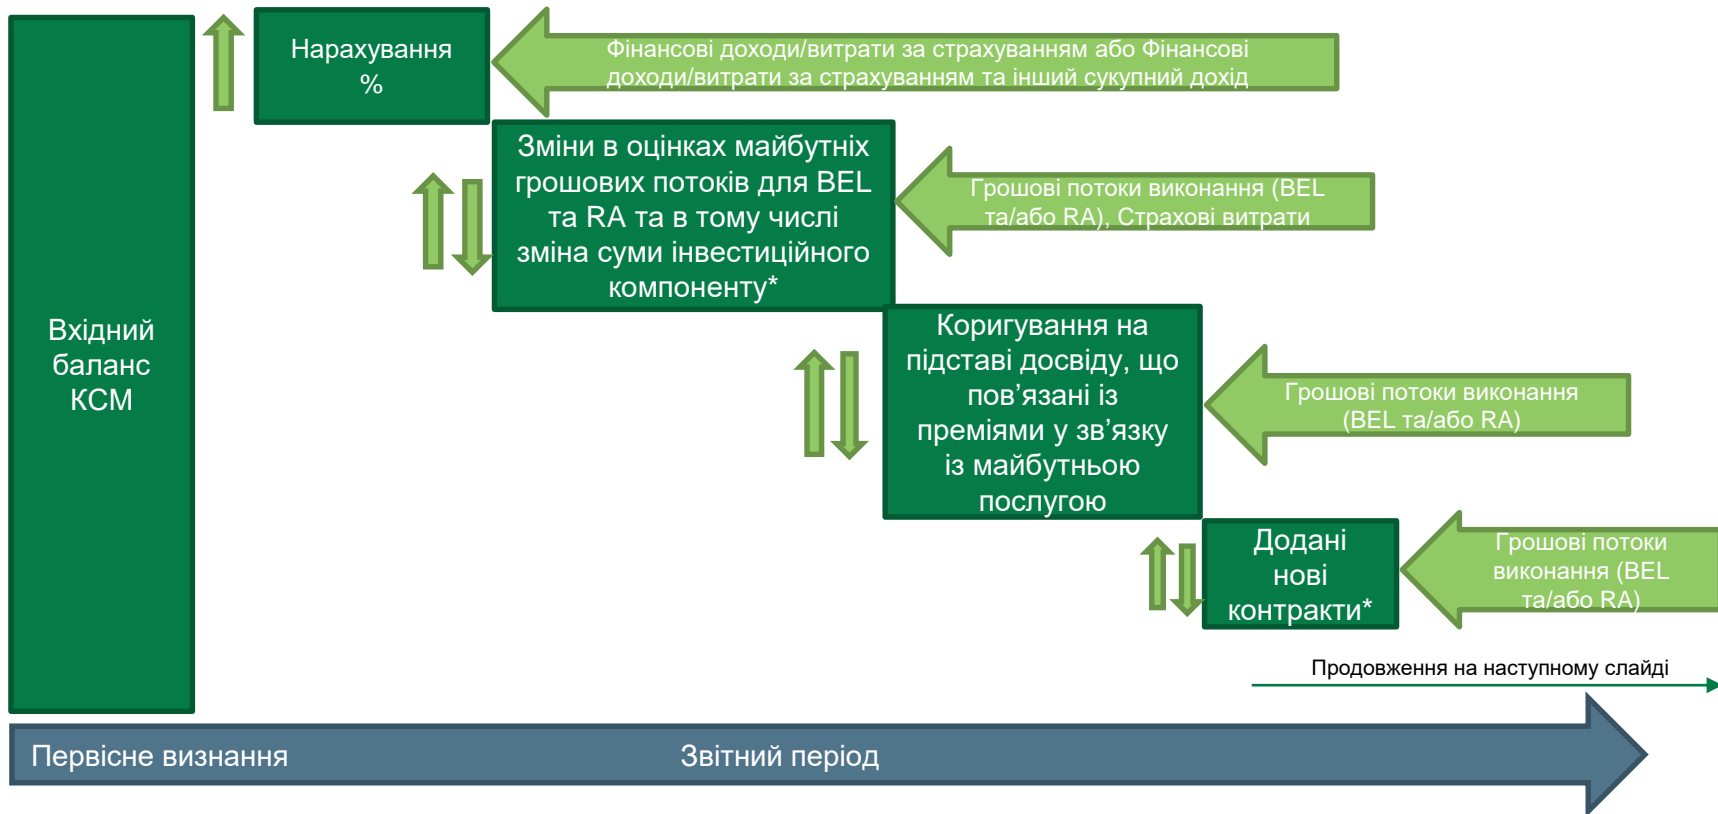 Вхідний
баланс
КСМ
Нарахування
%
Фінансові доходи/витрати за страхуванням або Фінансові
доходи/витрати за страхуванням та інший сукупний дохід
Зміни в оцінках майбутніх
грошових потоків для BEL
та RA та в тому числі
зміна суми інвестиційного
компоненту*
Грошові потоки виконання (BEL
та/або RA), Страхові витрати
Коригування на
підставі досвіду, що
пов’язані із
преміями у зв’язку
із майбутньою
послугою
Грошові потоки виконання
(BEL та/або RA)
Додані
нові
контракти*
Грошові потоки
виконання (BEL
та/або RA)
Продовження на наступному слайді
Первісне визнання
Звітний період